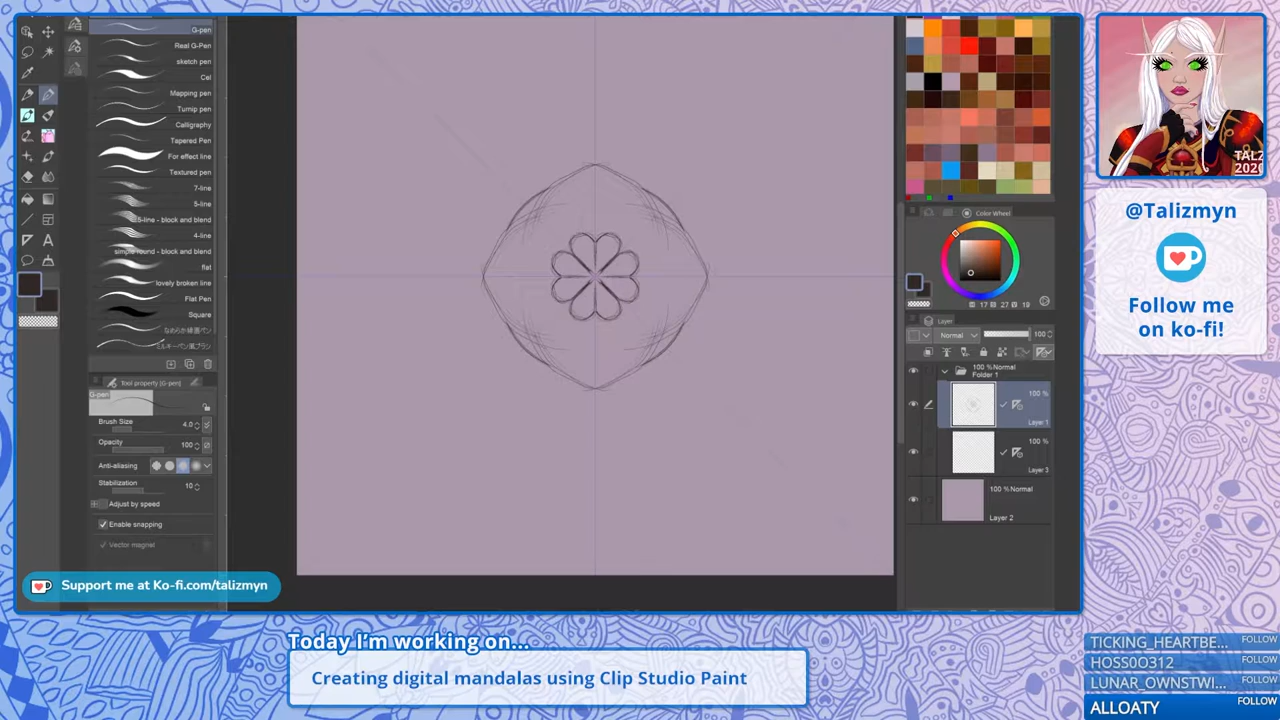 G-pen
Real G-Pen
sketch pen
Cel
Mapping pen
Turnip pen
Calligraphy
Tapered Pen
For effect line
Textured pen
7-line
5-line
5-line - block and blend
4-line
simple round - block and blend
flat
lovely broken line
Flat Pen
Square
Tool property [G-pen]
G-pen
Brush Size 4.0
Opacity 100
Anti-aliasing
Stabilization 10
Adjust by speed
Enable snapping
Vector magnet
Color Wheel
17 27 19
Layer
Normal 100
100 %Normal
Folder 1
100 %
Layer 1
100 %
Layer 3
100 %Normal
Layer 2
TALZ
2020
@Talizmyn
Follow me
on ko-fi!
Support me at Ko-fi.com/talizmyn
Today I'm working on...
Creating digital mandalas using Clip Studio Paint
TICKING_HEARTBE... FOLLOW
HOSS0O312 FOLLOW
LUNAR_OWNSTWI... FOLLOW
ALLOATY FOLLOW